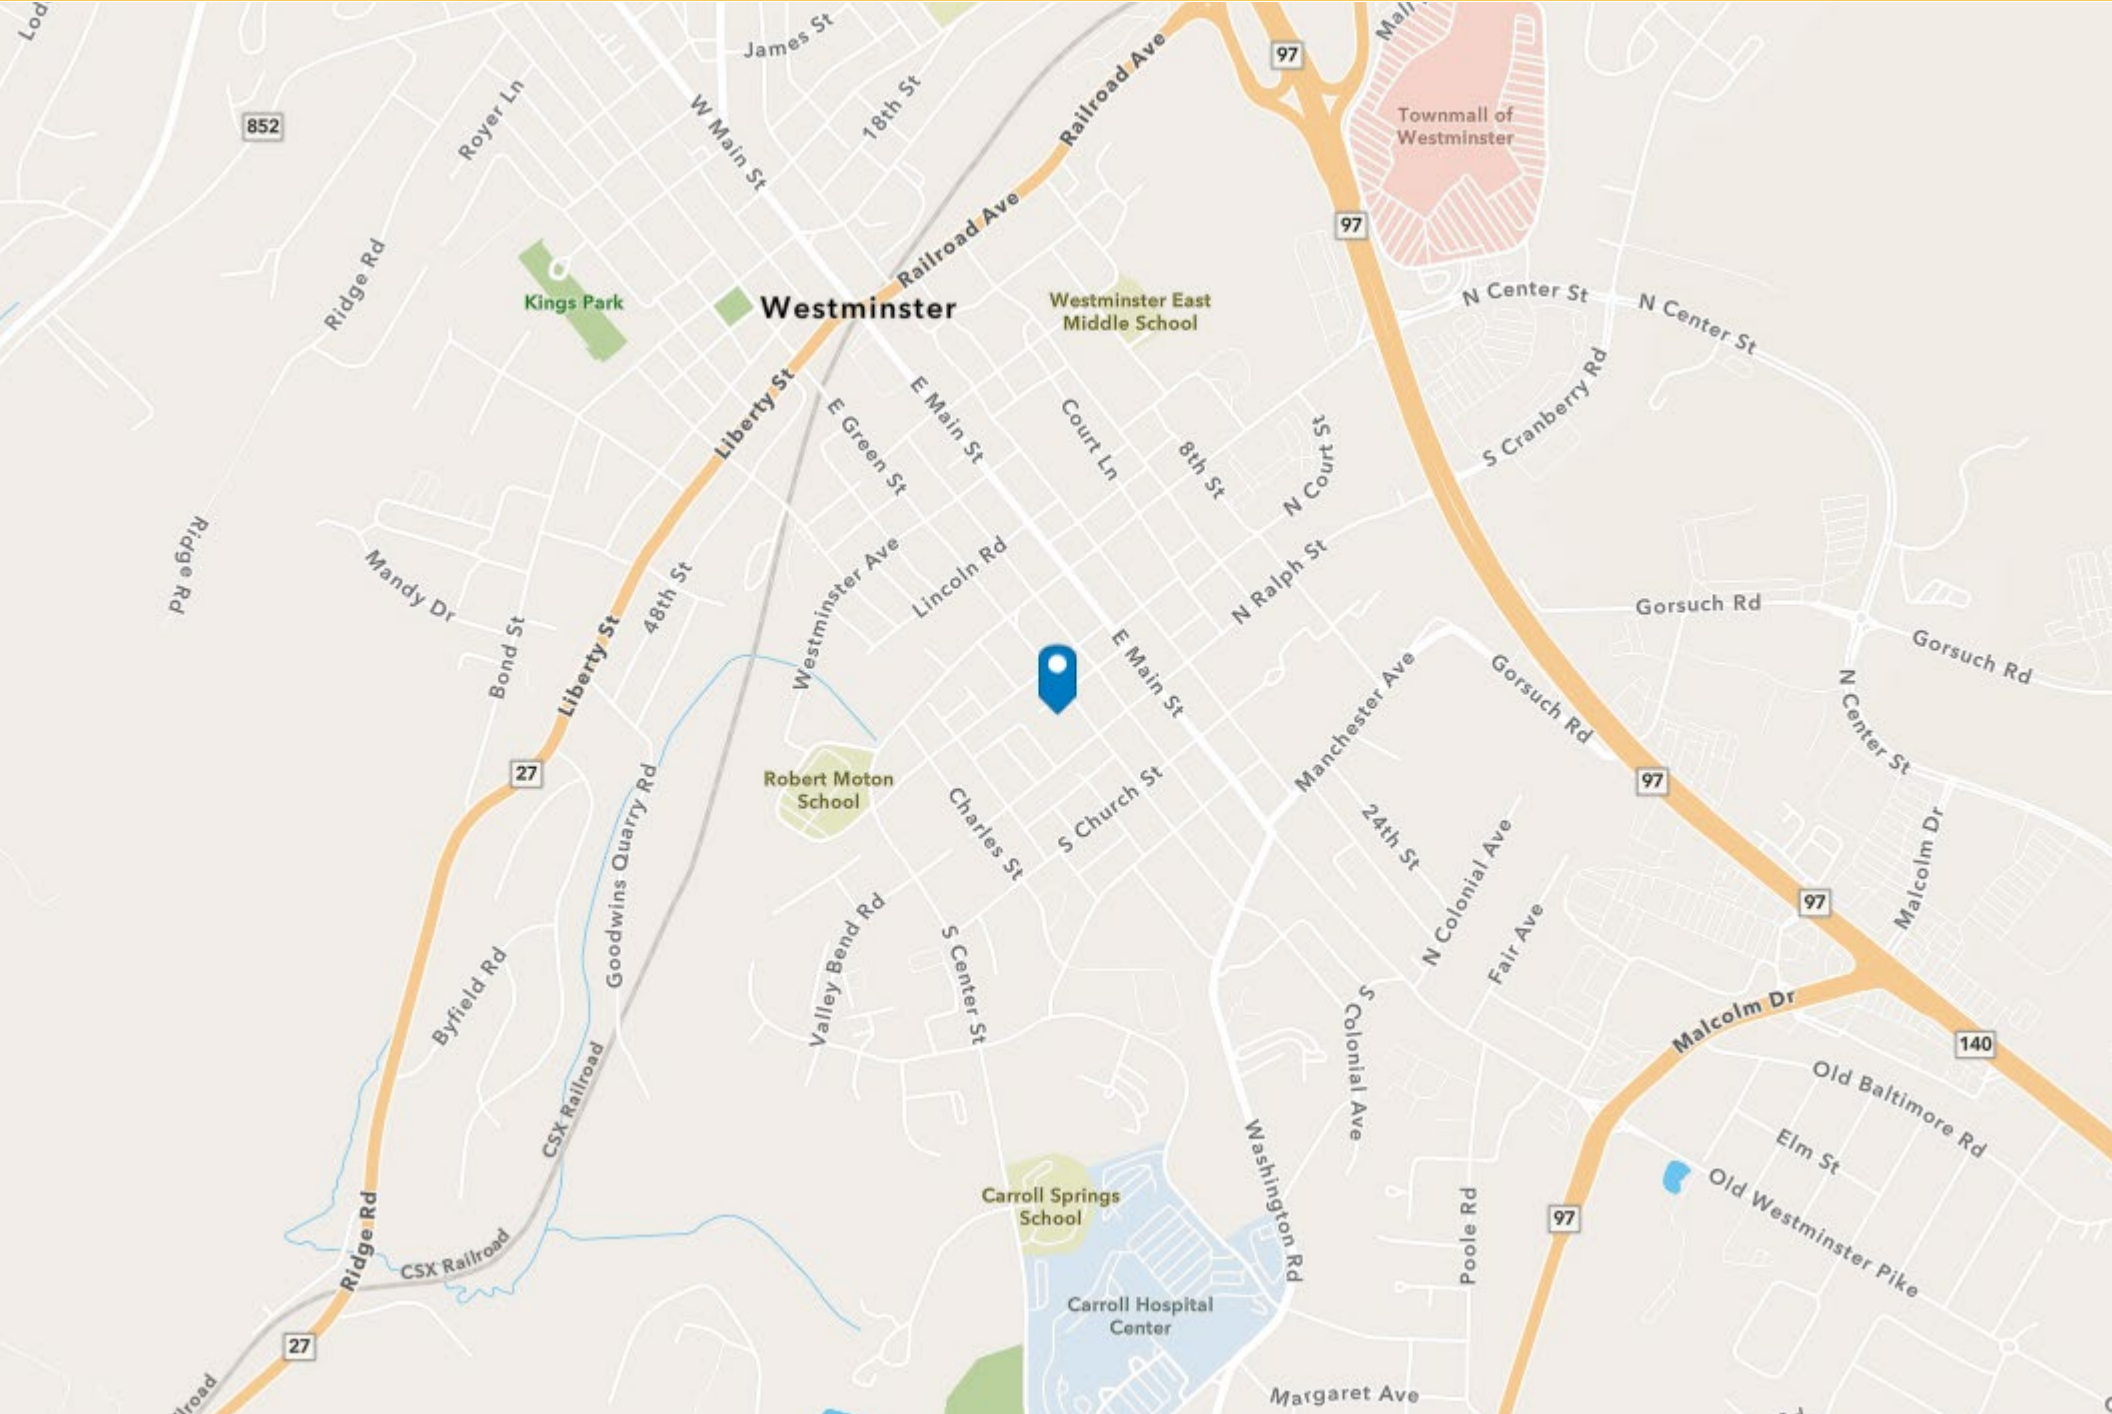 James St
97
18th St
Railroad Ave
W Main St
Townmall of
Westminster
852
Royer Ln
97
Railroad Ave
Ridge Rd
Kings Park
Westminster
Westminster East
Middle School
N Center St
N Center St
S Cranberry Rd
Liberty St
E Main St
E Green St
Court Ln
8th St
N Court St
Ridge Rd
Mandy Dr
48th St
Westminster Ave
Lincoln Rd
N Ralph St
Gorsuch Rd
Gorsuch Rd
Bond St
Liberty St
E Main St
Manchester Ave
Gorsuch Rd
N Center St
27
Robert Moton
School
97
Goodwins Quarry Rd
Charles St
S Church St
24th St
N Colonial Ave
Malcolm Dr
97
Valley Bend Rd
S Center St
Fair Ave
Byfield Rd
S Colonial Ave
Malcolm Dr
140
CSX Railroad
Old Baltimore Rd
Elm St
Washington Rd
Carroll Springs
School
Old Westminster Pike
97
Poole Rd
Ridge Rd
CSX Railroad
Carroll Hospital
Center
27
Margaret Ave